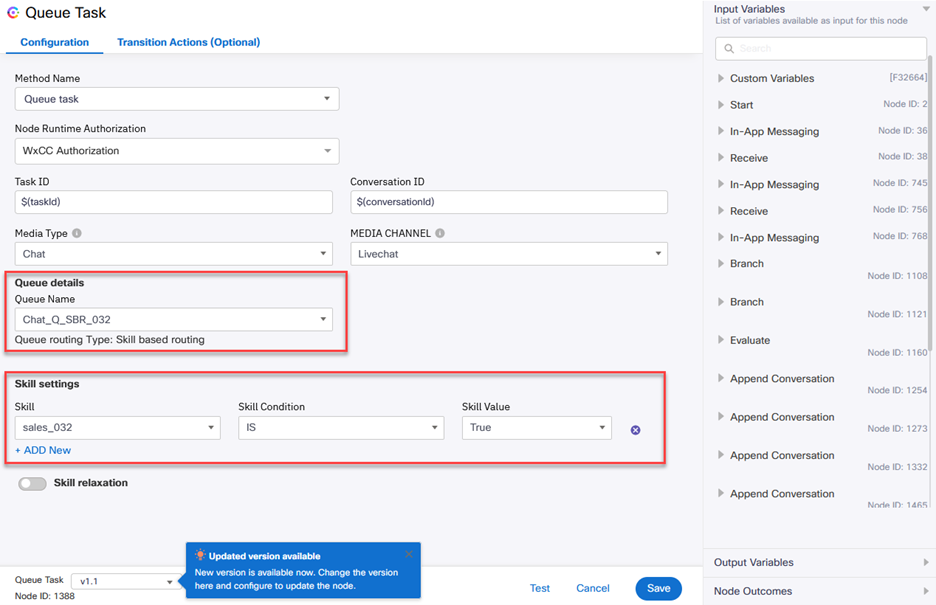 Queue Task
Configuration
Transition Actions (Optional)
Method Name
Queue task
Node Runtime Authorization
WxCC Authorization
Task ID
Conversation ID
$(taskId)
$(conversationId)
Media Type
MEDIA CHANNEL
Chat
Livechat
Queue details
Queue Name
Chat_Q_SBR_032
Queue routing Type: Skill based routing
Skill settings
Skill
Skill Condition
Skill Value
sales_032
IS
True
+ ADD New
Skill relaxation
Updated version available
New version is available now. Change the version
here and configure to update the node.
Queue Task
v1.1
Node ID: 1388
Test
Cancel
Save
Input Variables
List of variables available as input for this node
Search
Custom Variables [F32664]
Start Node ID: 2
In-App Messaging Node ID: 36
Receive Node ID: 38
In-App Messaging Node ID: 745
Receive Node ID: 756
In-App Messaging Node ID: 768
Branch
Node ID: 1108
Branch
Node ID: 1121
Evaluate
Node ID: 1160
Append Conversation
Node ID: 1254
Append Conversation
Node ID: 1273
Append Conversation
Node ID: 1332
Append Conversation
Node ID: 1465
Output Variables
Node Outcomes